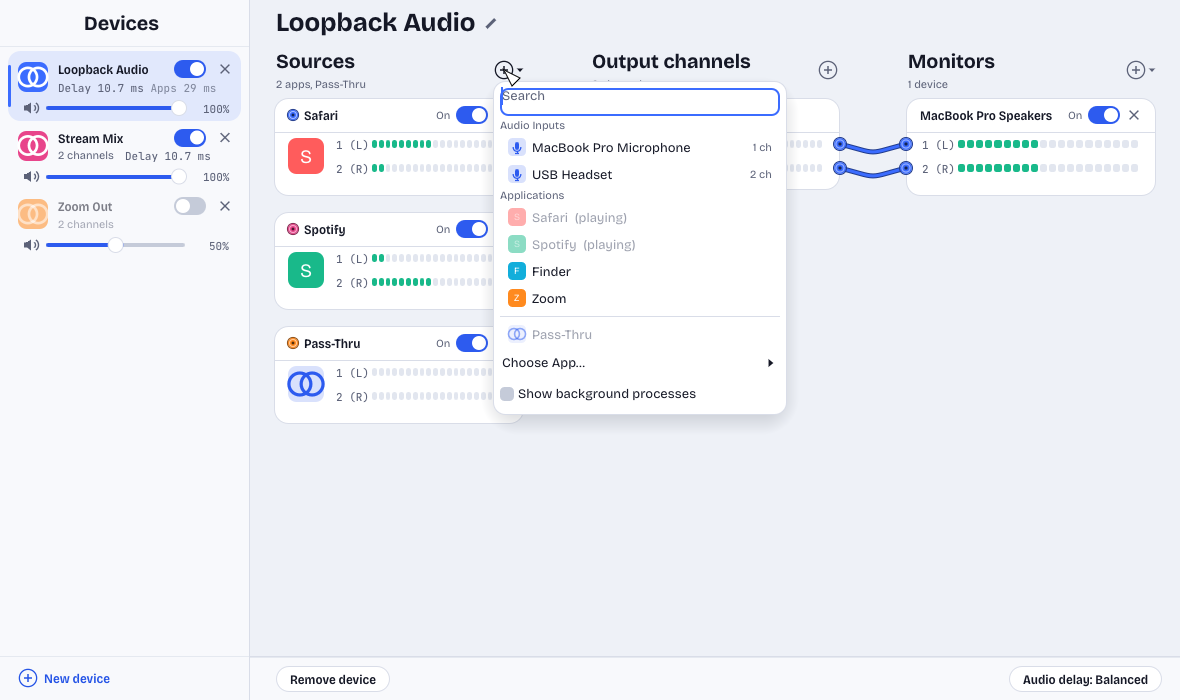 Devices
Loopback Audio
Delay 10.7 ms Apps 29 ms
100%
Stream Mix
2 channels Delay 10.7 ms
100%
Zoom Out
2 channels
50%
New device
Loopback Audio
Sources
2 apps, Pass-Thru
Safari On
S
1 (L)
2 (R)
Spotify On
S
1 (L)
2 (R)
Pass-Thru On
1 (L)
2 (R)
Search
Audio Inputs
MacBook Pro Microphone 1 ch
USB Headset 2 ch
Applications
S Safari (playing)
S Spotify (playing)
F Finder
Z Zoom
Pass-Thru
Choose App...
Show background processes
Output channels
Monitors
1 device
MacBook Pro Speakers On
1 (L)
2 (R)
Remove device
Audio delay: Balanced